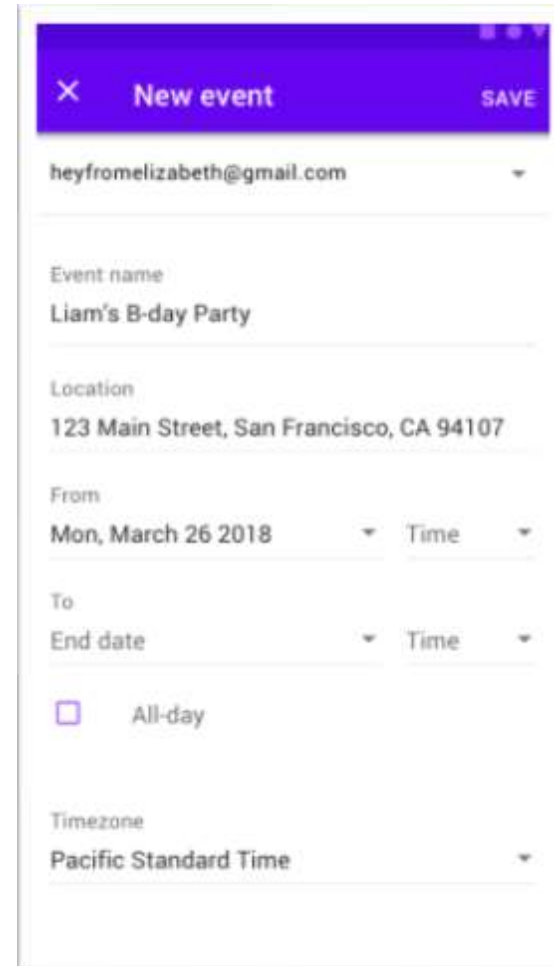 New event SAVE
heyfromelizabeth@gmail.com
Event name
Liam's B-day Party
Location
123 Main Street, San Francisco, CA 94107
From
Mon, March 26 2018 Time
To
End date Time
All-day
Timezone
Pacific Standard Time